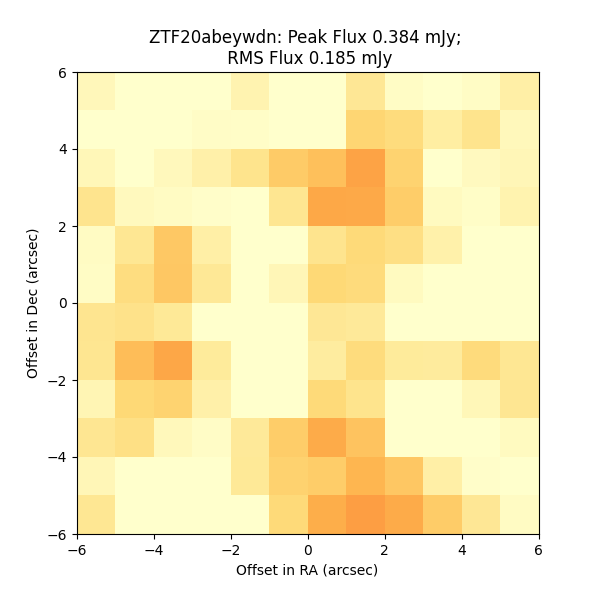 ZTF20abeywdn: Peak Flux 0.384 mJy;
RMS Flux 0.185 mJy
6
4
2
0
−2
−4
−6
Offset in Dec (arcsec)
−6 −4 −2 0 2 4 6
Offset in RA (arcsec)